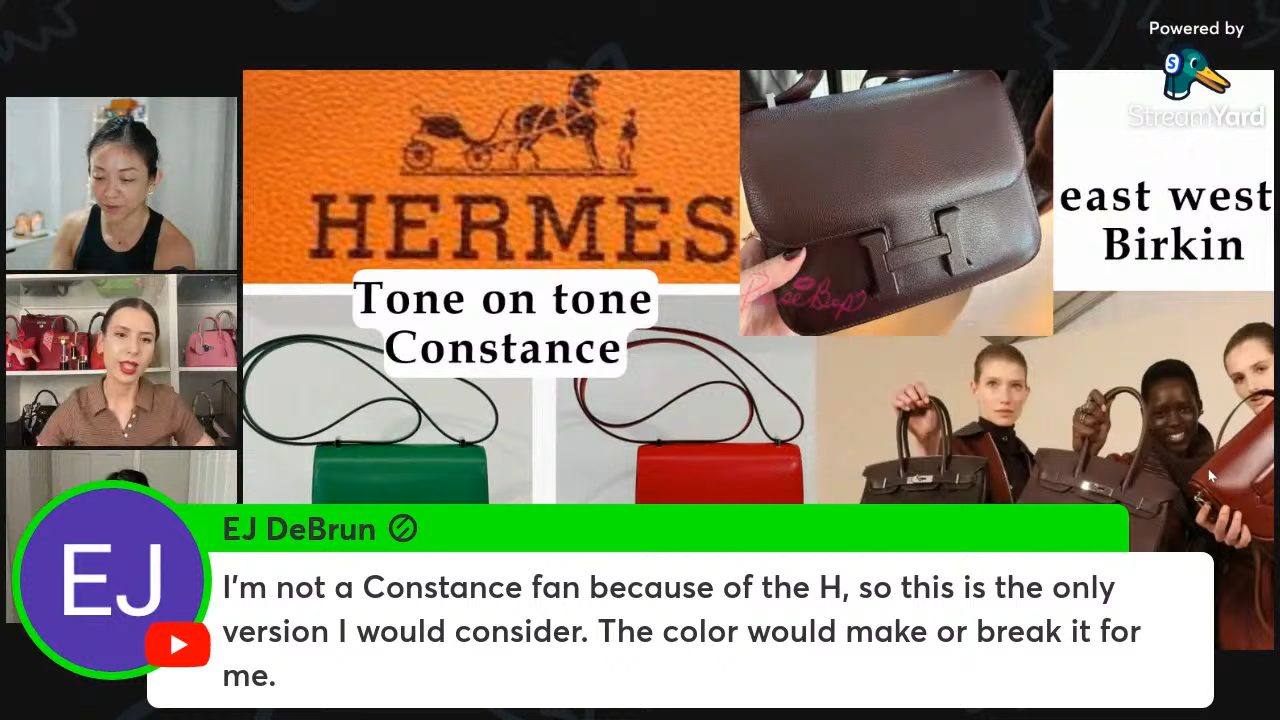 Powered by
StreamYard
HERMÈS
Tone on tone
Constance
east west
Birkin
EJ
EJ DeBrun
I'm not a Constance fan because of the H, so this is the only
version I would consider. The color would make or break it for
me.